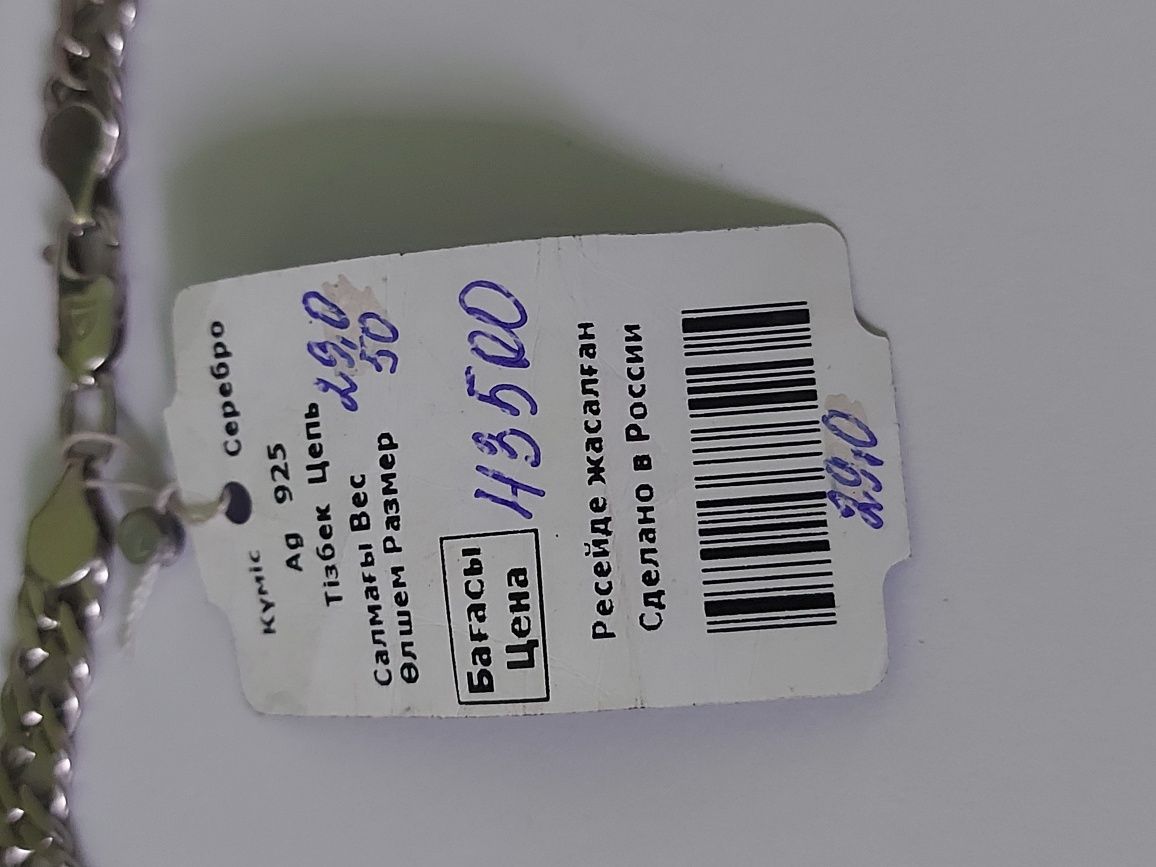 Күміс Серебро
Ag 925
Тізбек Цепь
Салмағы Вес 29,0
Өлшем Размер 50
Бағасы
Цена
43500
Ресейде жасалған
Сделано в России
29,0